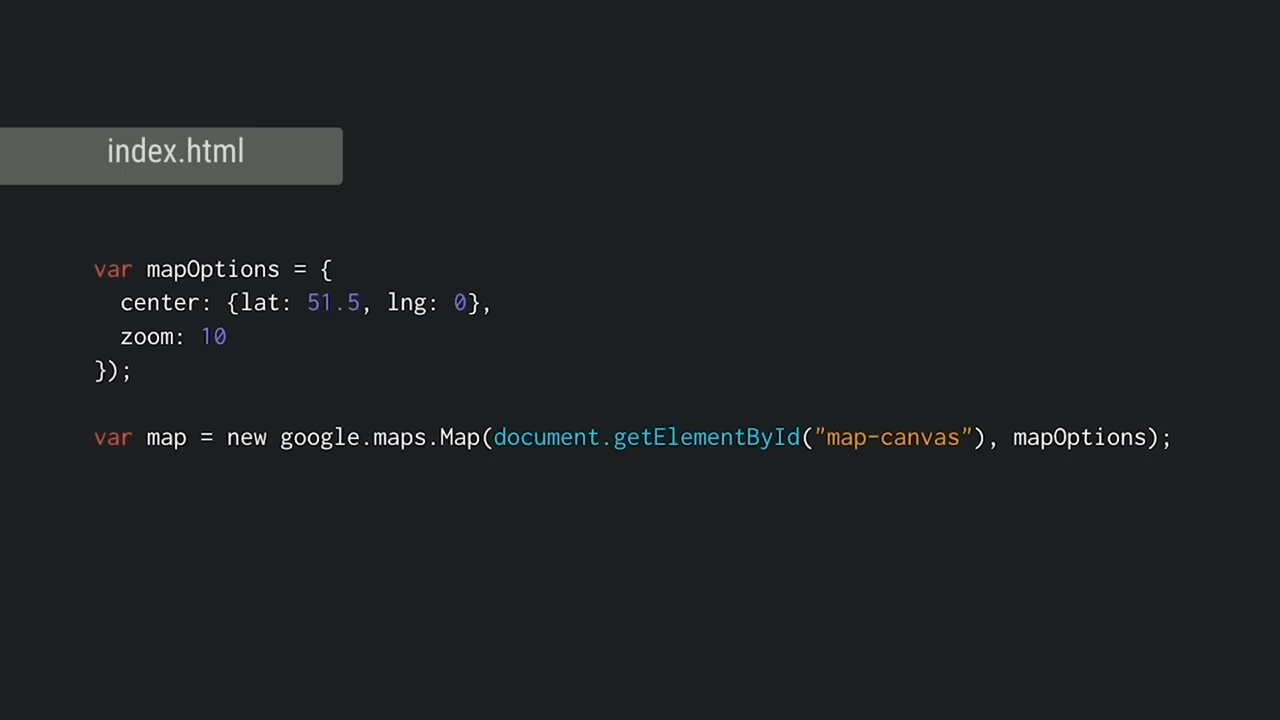 index.html
var mapOptions = {
  center: {lat: 51.5, lng: 0},
  zoom: 10
});
var map = new google.maps.Map(document.getElementById("map-canvas"), mapOptions);